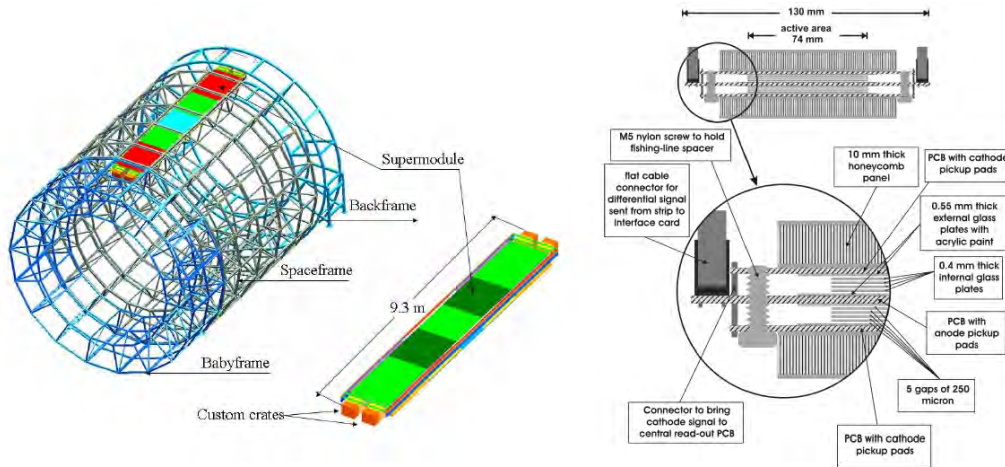 Supermodule
Backframe
Spaceframe
9.3 m
Babyframe
Custom crates
130 mm
active area
74 mm
M5 nylon screw to hold
fishing-line spacer
flat cable
connector for
differential signal
sent from strip to
interface card
10 mm thick
honeycomb
panel
PCB with cathode
pickup pads
0.55 mm thick
external glass
plates with
acrylic paint
0.4 mm thick
internal glass
plates
PCB with
anode pickup
pads
5 gaps of 250
micron
Connector to bring
cathode signal to
central read-out PCB
PCB with cathode
pickup pads